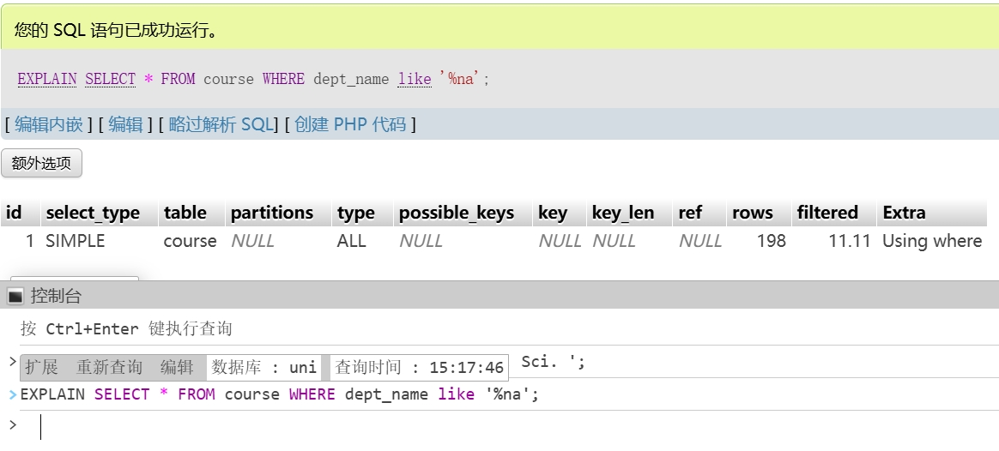 您的 SQL 语句已成功运行。
EXPLAIN SELECT * FROM course WHERE dept_name like '%na';
[ 编辑内嵌 ] [ 编辑 ] [ 略过解析 SQL] [ 创建 PHP 代码 ]
额外选项
id select_type table partitions type possible_keys key key_len ref rows filtered Extra
1 SIMPLE course NULL ALL NULL NULL NULL NULL 198 11.11 Using where
控制台
按 Ctrl+Enter 键执行查询
> 扩展 重新查询 编辑 数据库 : uni 查询时间 : 15:17:46 Sci. ';
>EXPLAIN SELECT * FROM course WHERE dept_name like '%na';
>